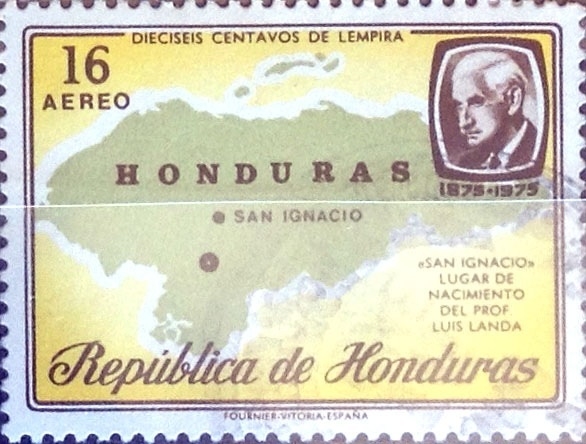 DIECISEIS CENTAVOS DE LEMPIRA
16
AEREO
HONDURAS
1875-1975
SAN IGNACIO
«SAN IGNACIO»
LUGAR DE
NACIMIENTO
DEL PROF.
LUIS LANDA
República de Honduras
FOURNIER-VITORIA-ESPAÑA